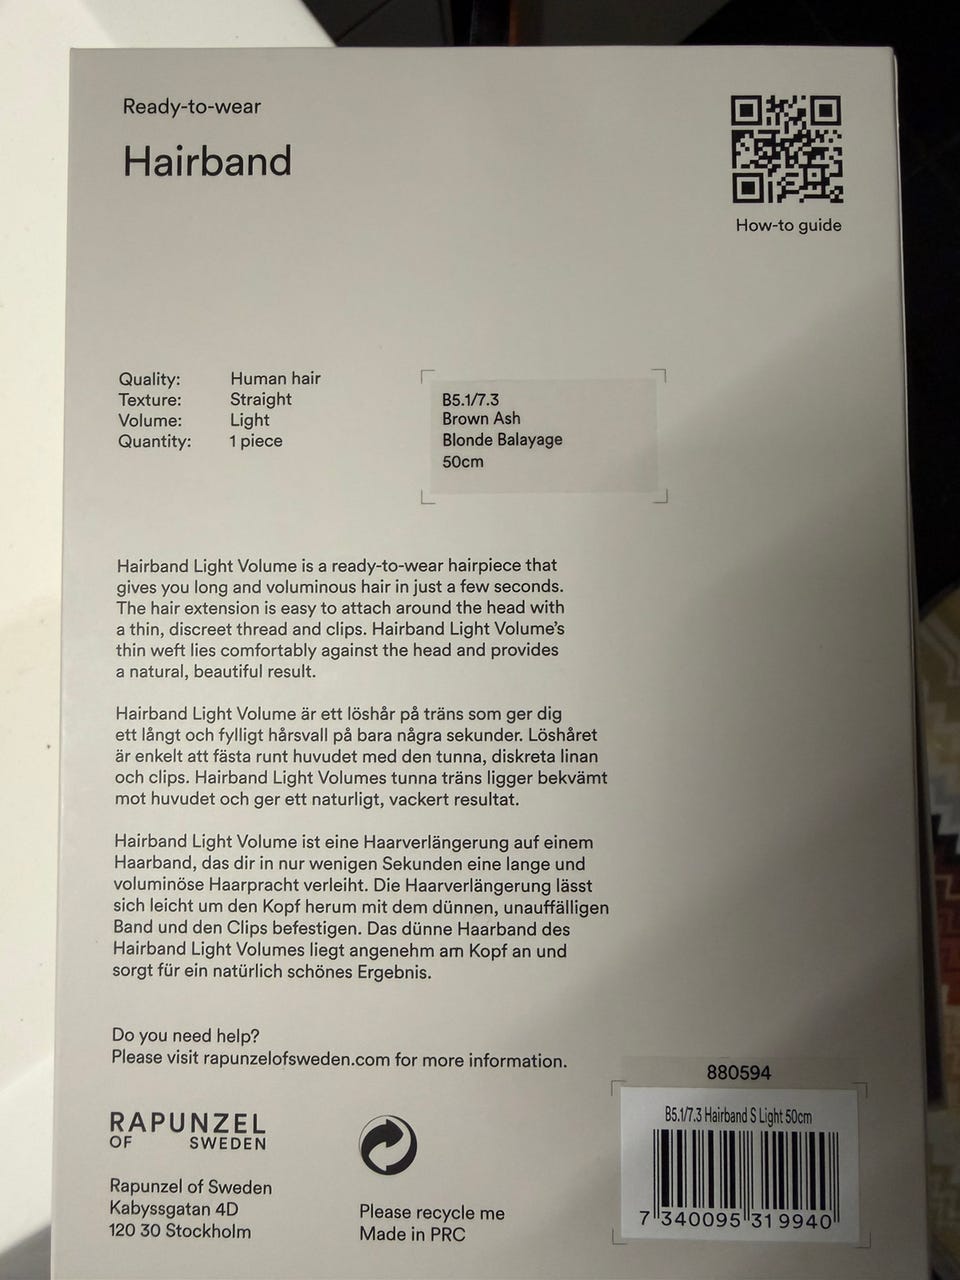 Ready-to-wear
Hairband
How-to guide
Quality: Human hair
Texture: Straight
Volume: Light
Quantity: 1 piece
B5.1/7.3
Brown Ash
Blonde Balayage
50cm
Hairband Light Volume is a ready-to-wear hairpiece that
gives you long and voluminous hair in just a few seconds.
The hair extension is easy to attach around the head with
a thin, discreet thread and clips. Hairband Light Volume's
thin weft lies comfortably against the head and provides
a natural, beautiful result.
Hairband Light Volume är ett löshår på träns som ger dig
ett långt och fylligt hårsvall på bara några sekunder. Löshåret
är enkelt att fästa runt huvudet med den tunna, diskreta linan
och clips. Hairband Light Volumes tunna träns ligger bekvämt
mot huvudet och ger ett naturligt, vackert resultat.
Hairband Light Volume ist eine Haarverlängerung auf einem
Haarband, das dir in nur wenigen Sekunden eine lange und
voluminöse Haarpracht verleiht. Die Haarverlängerung lässt
sich leicht um den Kopf herum mit dem dünnen, unauffälligen
Band und den Clips befestigen. Das dünne Haarband des
Hairband Light Volumes liegt angenehm am Kopf an und
sorgt für ein natürlich schönes Ergebnis.
Do you need help?
Please visit rapunzelofsweden.com for more information.
RAPUNZEL
OF SWEDEN
Rapunzel of Sweden
Kabyssgatan 4D
120 30 Stockholm
Please recycle me
Made in PRC
880594
B5.1/7.3 Hairband S Light 50cm
7 340095 319940